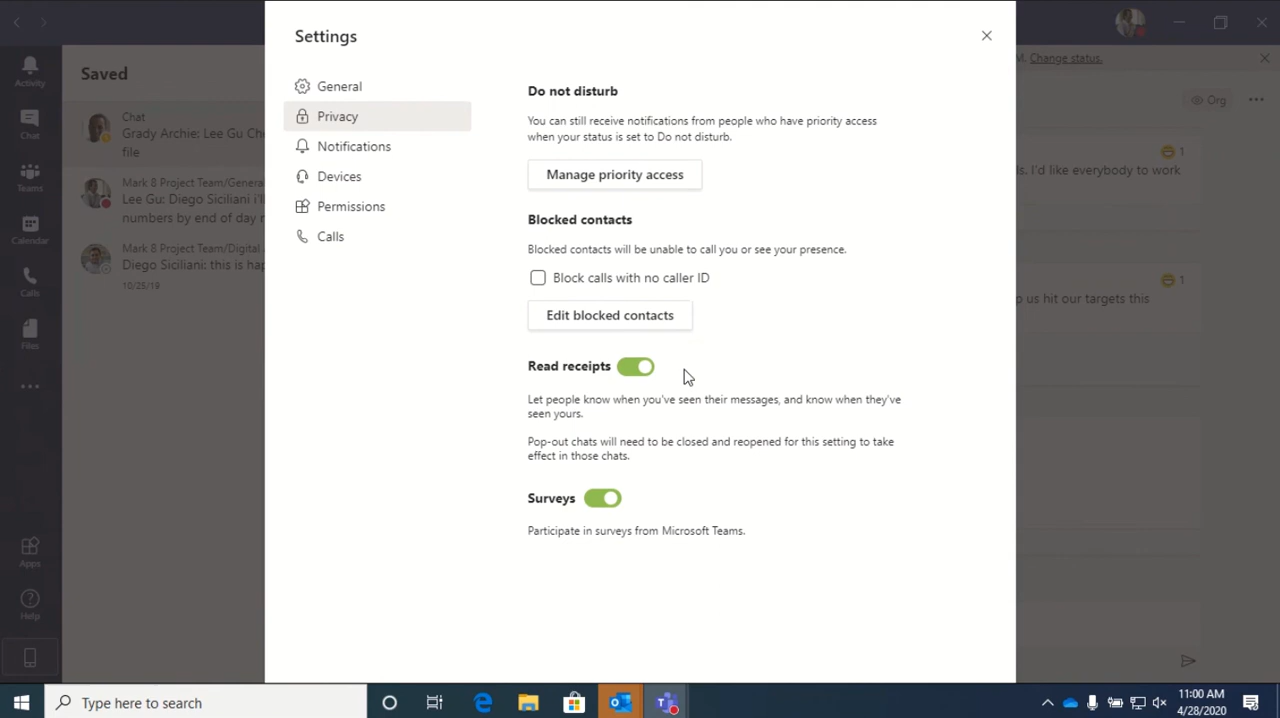 Settings
M. Change status.
Activity
Saved
General
Do not disturb
Org
Chat
Chat
Grady Archie: Lee Gu Ch
file
Privacy
You can still receive notifications from people who have priority access
when your status is set to Do not disturb.
1
Notifications
ls. I'd like everybody to work
Teams
Mark 8 Project Team/Genera
Lee Gu: Diego Siciliani i'll
numbers by end of day
Devices
Manage priority access
Permissions
Calendar
Mark 8 Project Team/Digital
Diego Siciliani: this is hap
10/25/19
Calls
Blocked contacts
Blocked contacts will be unable to call you or see your presence.
Block calls with no caller ID
1
p us hit our targets this
Calls
Edit blocked contacts
Files
Read receipts
Let people know when you've seen their messages, and know when they've
seen yours.
Pop-out chats will need to be closed and reopened for this setting to take
effect in those chats.
Surveys
Participate in surveys from Microsoft Teams.
Apps
Help
Type here to search
11:00 AM
4/28/2020